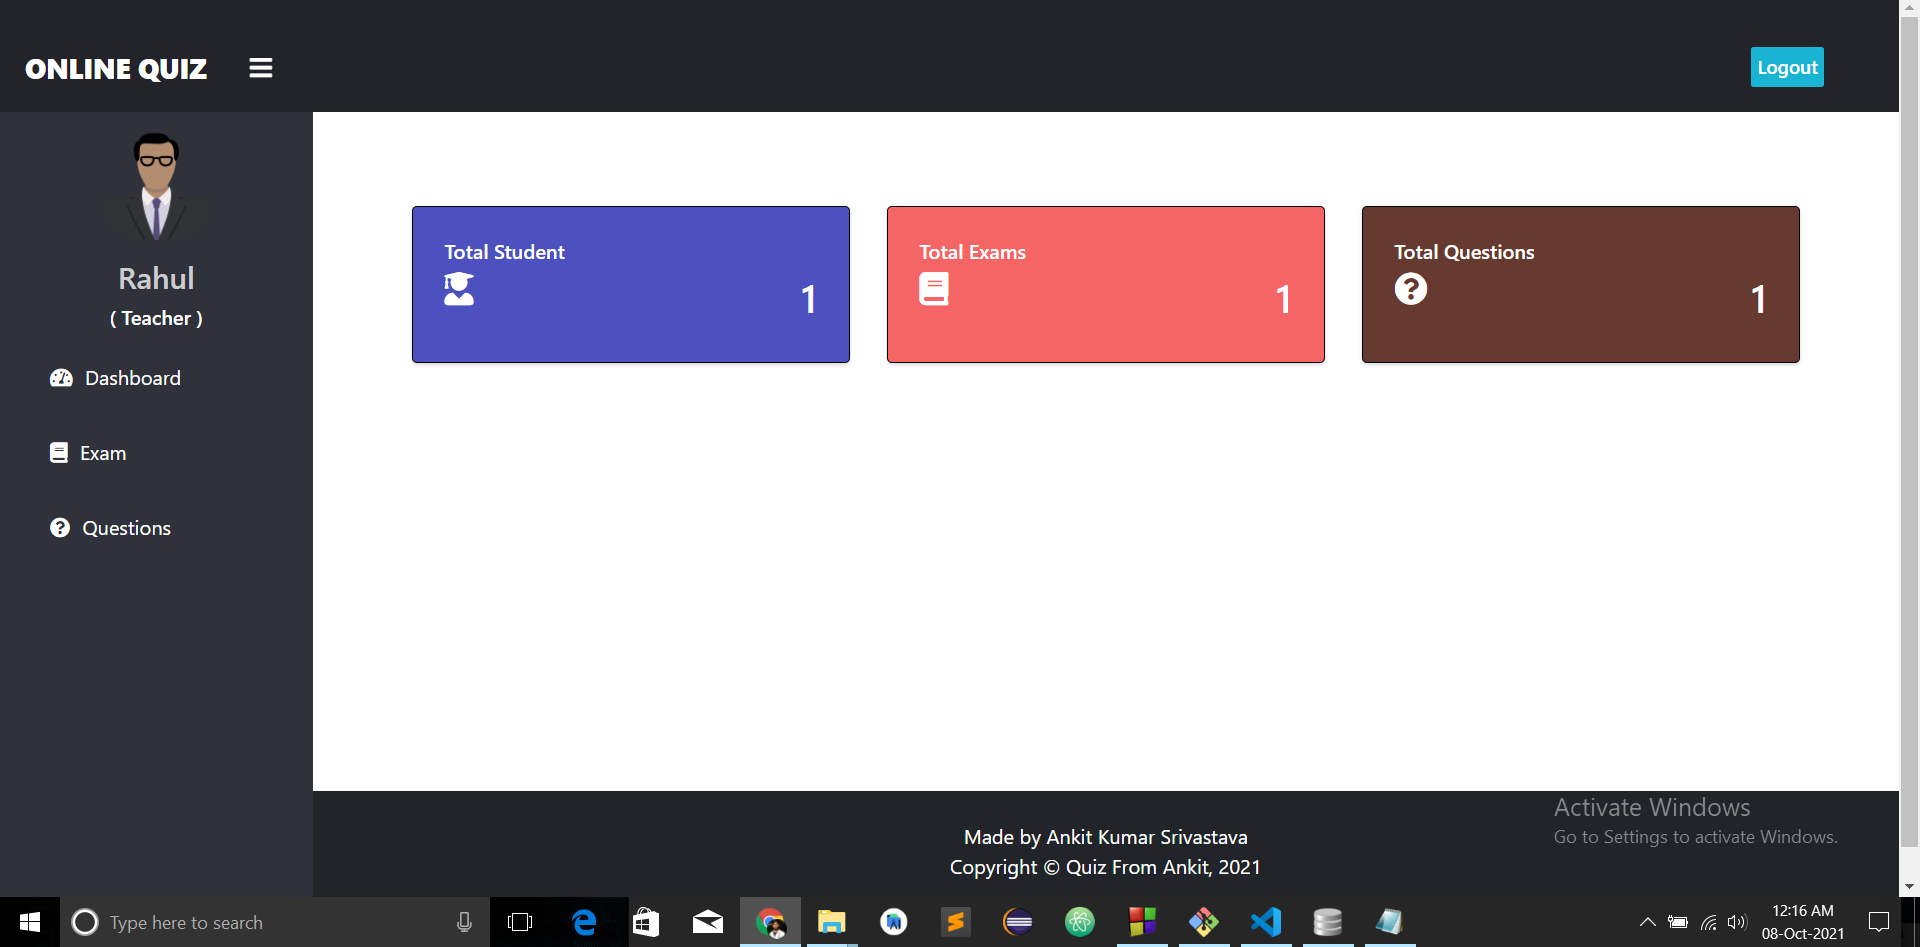 ONLINE QUIZ
Logout
Rahul
( Teacher )
Dashboard
Exam
Questions
Total Student
1
Total Exams
1
Total Questions
1
Made by Ankit Kumar Srivastava
Copyright © Quiz From Ankit, 2021
Activate Windows
Go to Settings to activate Windows.
Type here to search
12:16 AM
08-Oct-2021